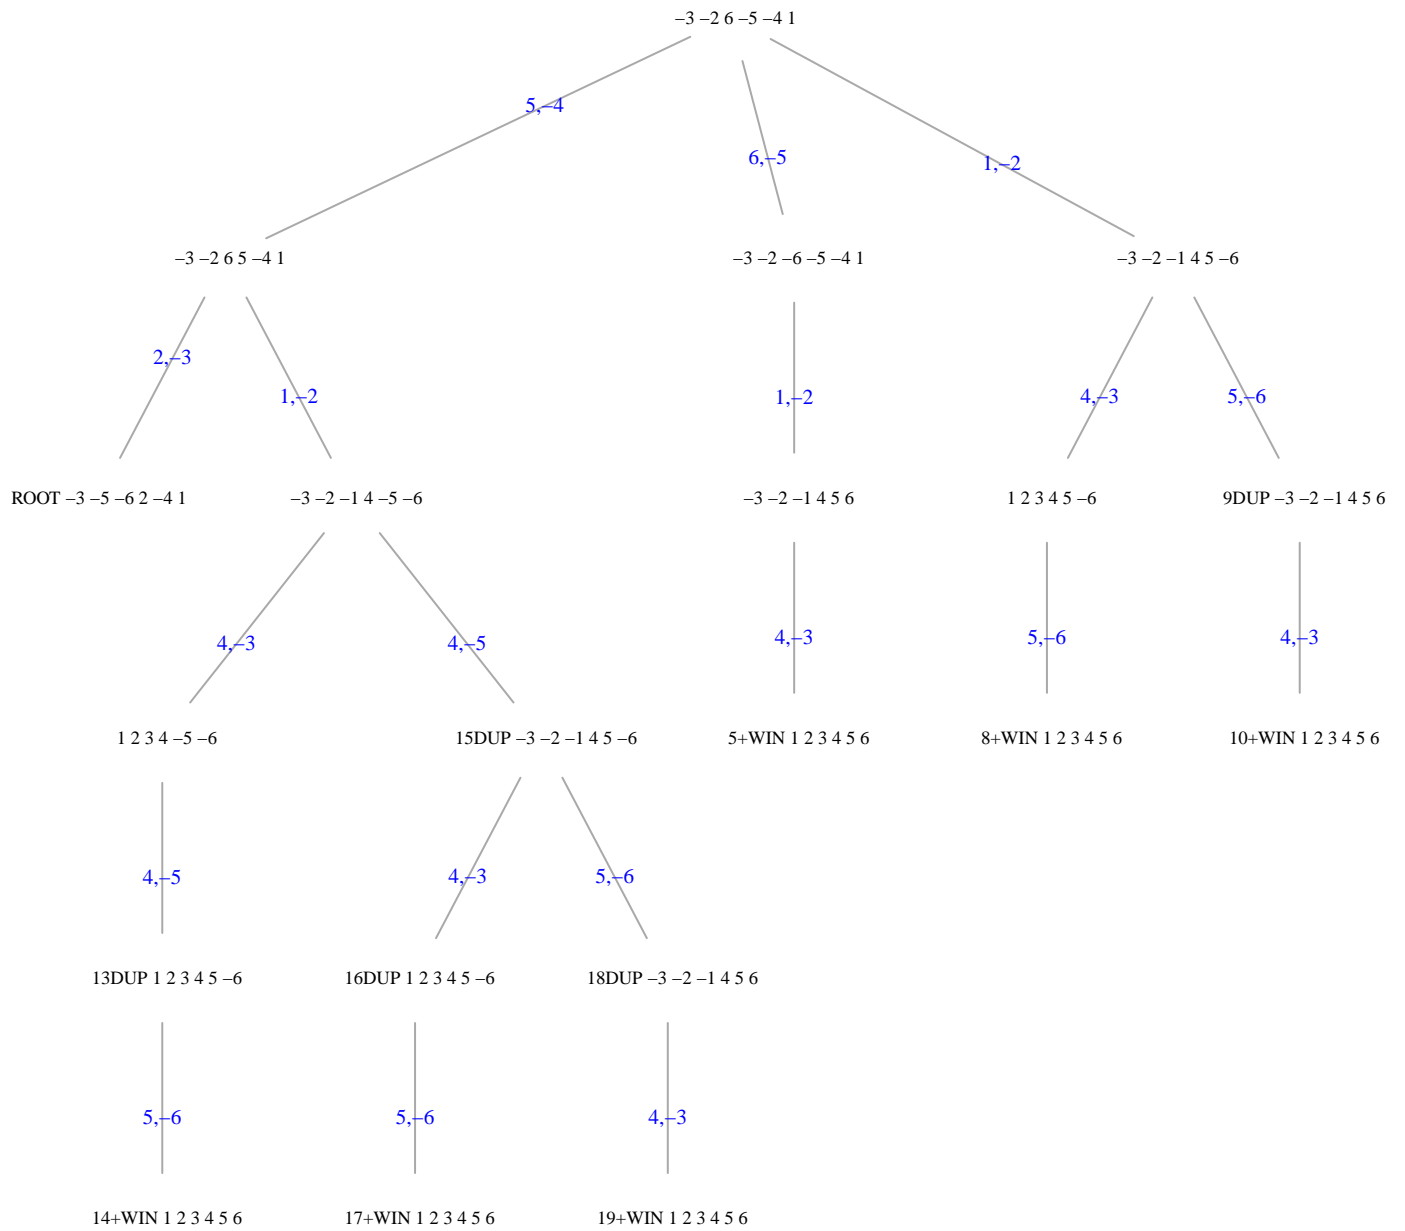 –3 –2 6 –5 –4 1
5,–4
6,–5
1,–2
–3 –2 6 5 –4 1
–3 –2 –6 –5 –4 1
–3 –2 –1 4 5 –6
2,–3
1,–2
1,–2
4,–3
5,–6
ROOT –3 –5 –6 2 –4 1
–3 –2 –1 4 –5 –6
–3 –2 –1 4 5 6
1 2 3 4 5 –6
9DUP –3 –2 –1 4 5 6
4,–3
4,–5
4,–3
5,–6
4,–3
1 2 3 4 –5 –6
15DUP –3 –2 –1 4 5 –6
5+WIN 1 2 3 4 5 6
8+WIN 1 2 3 4 5 6
10+WIN 1 2 3 4 5 6
4,–5
4,–3
5,–6
13DUP 1 2 3 4 5 –6
16DUP 1 2 3 4 5 –6
18DUP –3 –2 –1 4 5 6
5,–6
5,–6
4,–3
14+WIN 1 2 3 4 5 6
17+WIN 1 2 3 4 5 6
19+WIN 1 2 3 4 5 6